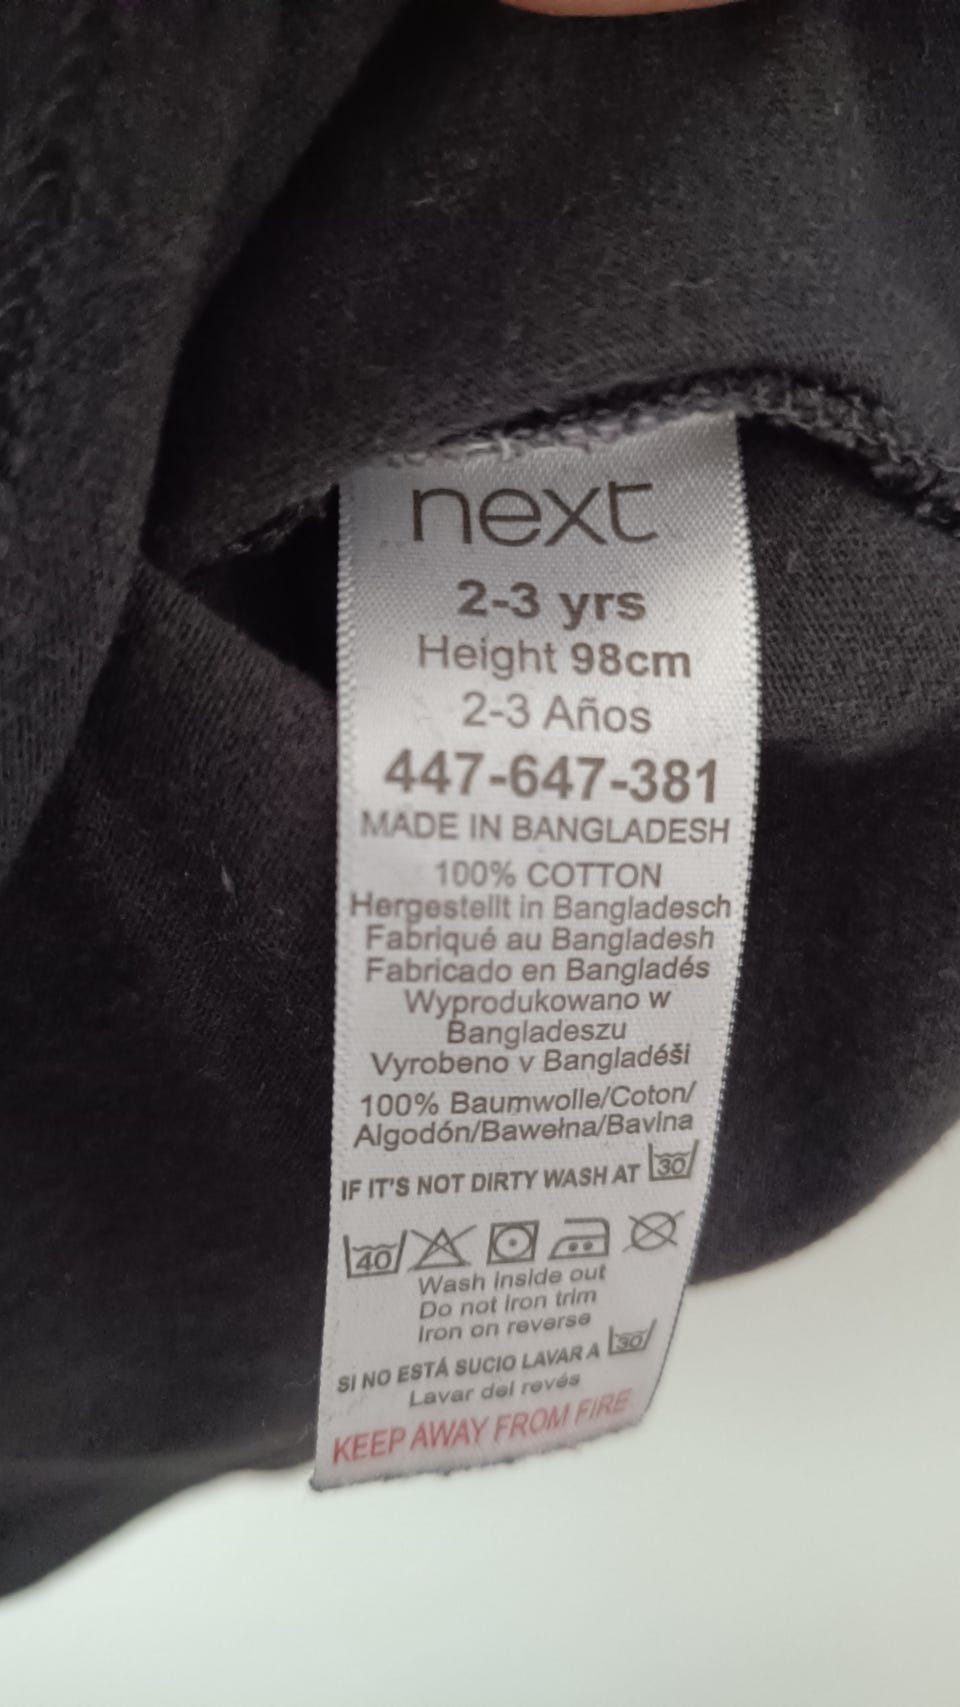 next
2-3 yrs
Height 98cm
2-3 Años
447-647-381
MADE IN BANGLADESH
100% COTTON
Hergestellt in Bangladesch
Fabriqué au Bangladesh
Fabricado en Bangladés
Wyprodukowano w
Bangladeszu
Vyrobeno v Bangladéši
100% Baumwolle/Coton/
Algodón/Bawełna/Bavlna
IF IT'S NOT DIRTY WASH AT 30
40
Wash inside out
Do not iron trim
Iron on reverse
SI NO ESTÁ SUCIO LAVAR A 30
Lavar del revés
KEEP AWAY FROM FIRE